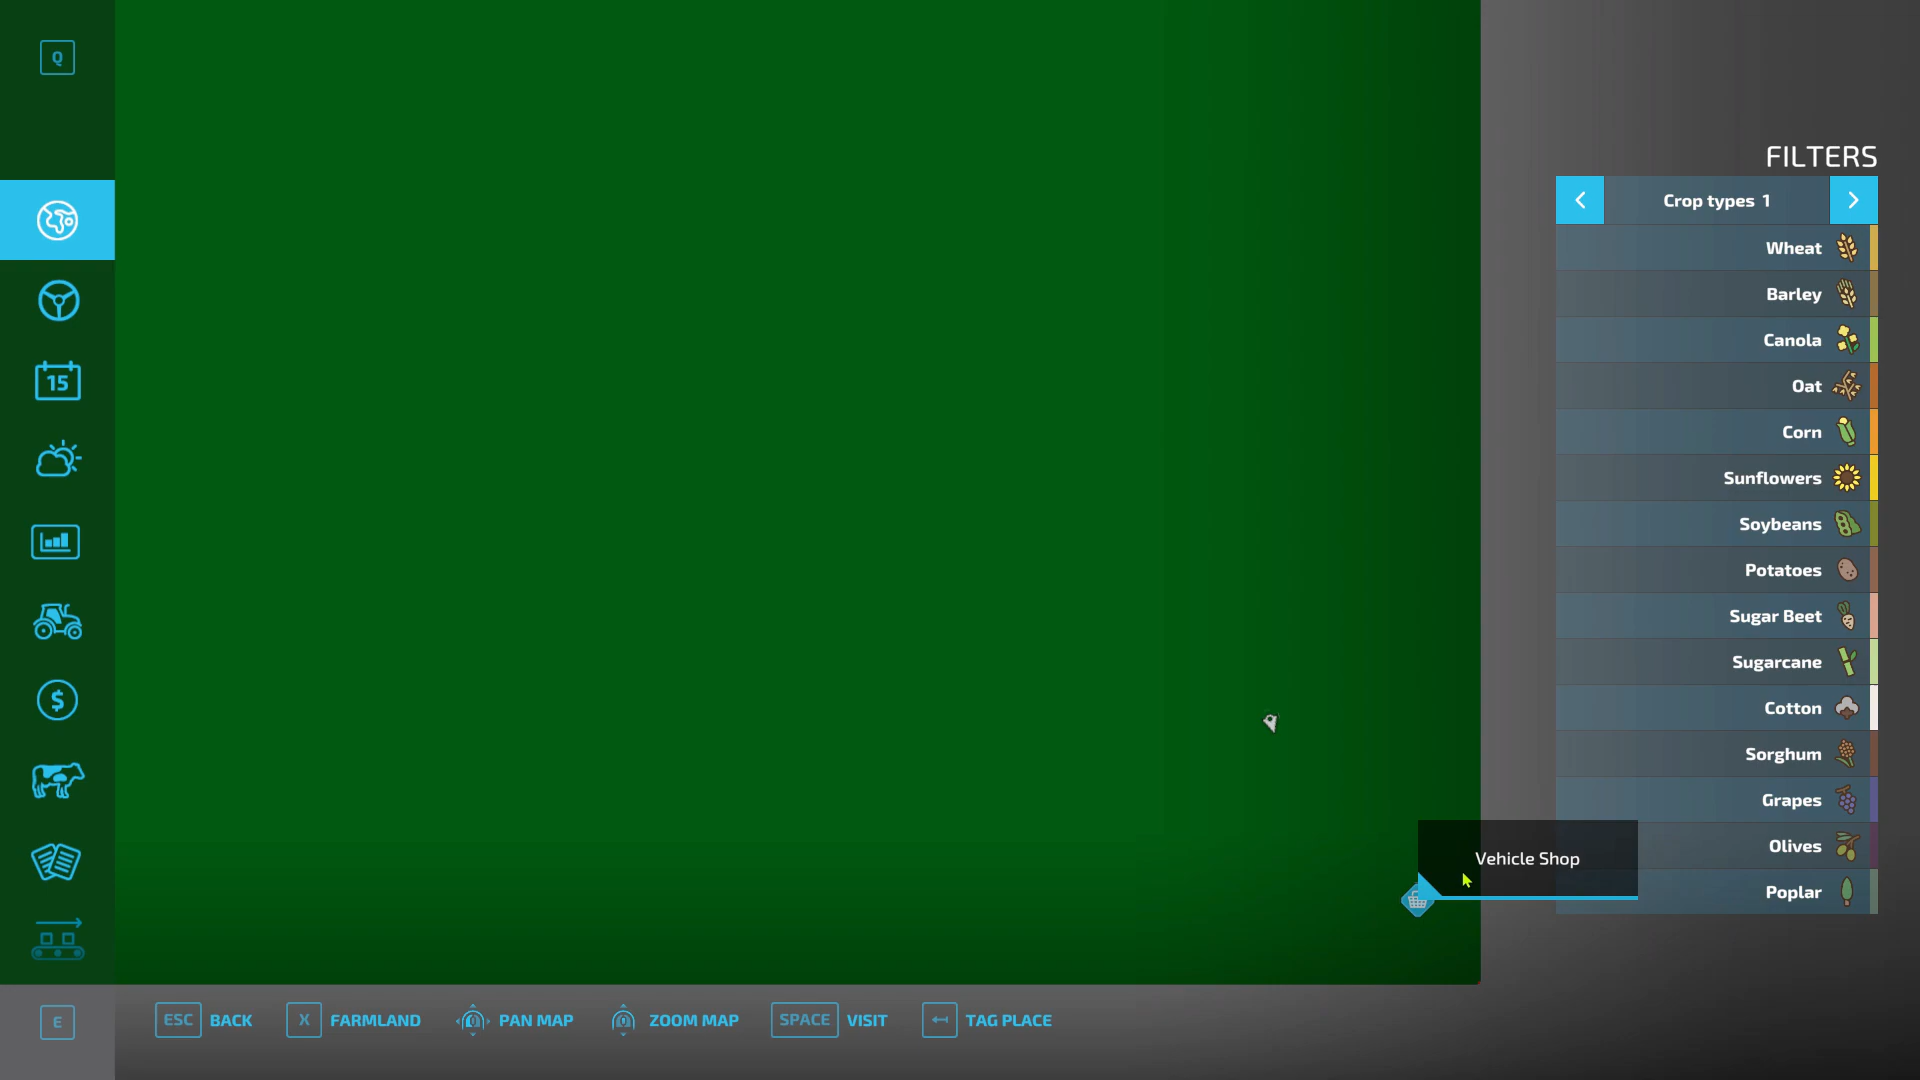 Q
FILTERS
Crop types 1
Wheat
Barley
Canola
Oat
Corn
Sunflowers
Soybeans
Potatoes
Sugar Beet
Sugarcane
Cotton
Sorghum
Grapes
Olives
Poplar
15
$
Vehicle Shop
E
ESC BACK X FARMLAND PAN MAP ZOOM MAP SPACE VISIT TAG PLACE